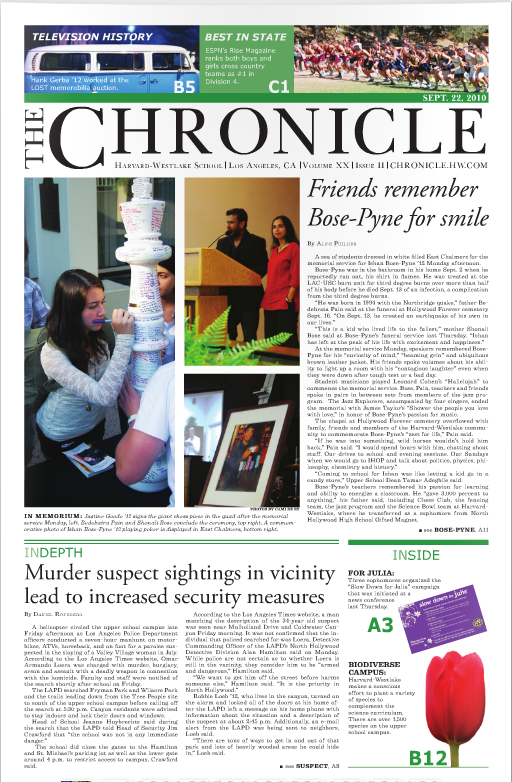 TELEVISION HISTORY
Hank Gerba '12 worked at the
LOST memorobilia auction.
B5
BEST IN STATE
ESPN's Rise Magazine
ranks both boys and
girls cross country
teams as #1 in
Division 4.
C1
SEPT. 22, 2010
THE CHRONICLE
HARVARD-WESTLAKE SCHOOL | LOS ANGELES, CA | VOLUME XX | ISSUE II | CHRONICLE.HW.COM
Friends remember
Bose-Pyne for smile
A sea of students dressed in white filled East Chalmers for the
memorial service for Ishan Bose-Pyne '12 Monday afternoon.
Bose-Pyne was in the bathroom in his home Sept. 2 when he
reportedly ran out, his shirt in flames. He was treated at the
LAC-USC burn unit for third degree burns over more than half
of his body before he died Sept. 13 of an infection, a complication
from the third degree burns.
"He was born in 1994 with the Northridge quake," father Be-
debrata Pain said at the funeral at Hollywood Forever cemetery
Sept. 16. "On Sept. 13, he created an earthquake of his own in
our lives."
"This is a kid who lived life to the fullest," mother Shonali
Bose said at Bose-Pyne's funeral service last Thursday. "Ishan
has left at the peak of his life with excitement and happiness."
At the memorial service Monday, speakers remembered Bose-
Pyne for his "curiosity of mind," "beaming grin" and ubiquitous
brown leather jacket. His friends spoke volumes about his abil-
ity to light up a room with his "contagious laughter" even when
they were down after tough test or a bad day.
Student musicians played Leonard Cohen's "Hallelujah" to
commence the memorial service. Bose, Pain, teachers and friends
spoke in pairs in between sets from members of the jazz pro-
gram. The Jazz Explorers, accompanied by four singers, ended
the memorial with James Taylor's "Shower the people you love
with love," in honor of Bose-Pyne's passion for music.
The chapel at Hollywood Forever cemetery overflowed with
family, friends and members of the Harvard-Westlake commu-
nity to commemorate Bose-Pyne's "zest for life," Pain said.
"If he was into something, wild horses wouldn't hold him
back," Pain said. "I would spend hours with him, chatting about
stuff. Our drives to school and evening sessions. Our Sundays
when we would go to IHOP and talk about politics, physics, phi-
losophy, chemistry and history."
"Coming to school for Ishan was like letting a kid go in a
candy store," Upper School Dean Tamar Adegbile said.
Bose-Pyne's teachers remembered his passion for learning
and ability to energize a classroom. He "gave 3,000 percent to
anything," his father said, including Chess Club, the fencing
team, the jazz program and the Science Bowl team at Harvard-
Westlake, where he transferred as a sophomore from North
Hollywood High School Gifted Magnet.
■ see BOSE-PYNE, A11
IN MEMORIUM: Justine Goode '12 signs the giant chess piece in the quad after the memorial
service Monday, left. Bedebrata Pain and Shonali Bose conclude the ceremony, top right. A commem-
orative photo of Ishan Bose-Pyne '12 playing poker is displayed in East Chalmers, bottom right.
INDEPTH
Murder suspect sightings in vicinity
lead to increased security measures
A helicopter circled the upper school campus late
Friday afternoon as Los Angeles Police Department
officers conducted a seven hour manhunt on motor-
bikes, ATVs, horseback, and on foot for a parolee sus-
pected in the slaying of a Valley Village woman in July.
According to the Los Angeles Times website, Omar
Armando Loera was charged with murder, burglary,
arson and assault with a deadly weapon in connection
with the homicide. Faculty and staff were notified of
the search shortly after school on Friday.
The LAPD searched Fryman Park and Wilacre Park
and the trails leading down from the Tree People site
to south of the upper school campus before calling off
the search at 5:30 p.m. Canyon residents were advised
to stay indoors and lock their doors and windows.
Head of School Jeanne Huybrechts said during
the search that the LAPD told Head of Security Jim
Crawford that "the school was not in any immediate
danger."
The school did close the gates to the Hamilton
and St. Michael's parking lots as well as the lower gate
around 4 p.m. to restrict access to campus, Crawford
said.
According to the Los Angeles Times website, a man
matching the description of the 34-year old suspect
was seen near Mulholland Drive and Coldwater Can-
yon Friday morning. It was not confirmed that the in-
dividual that police searched for was Loera, Detective
Commanding Officer of the LAPD's North Hollywood
Detective Division Ann Hamilton said on Monday.
While police are not certain as to whether Loera is
still in the vicinity, they consider him to be "armed
and dangerous," Hamilton said.
"We want to get him off the street before harms
someone else," Hamilton said. "It is the priority in
North Hollywood."
Robbie Loeb '12, who lives in the canyon, turned on
the alarm and locked all of the doors at his home af-
ter the LAPD left a message on his home phone with
information about the situation and a description of
the suspect at about 2:45 p.m. Additionally, an e-mail
alert from the LAPD was being sent to neighbors,
Loeb said.
"There are tons of ways to get in and out of that
park and lots of heavily wooded areas he could hide
in," Loeb said.
■ see SUSPECT, A8
INSIDE
FOR JULIA:
Three sophomores organized the
"Slow Down for Julia" campaign
that was initiated at a
news conference
last Thursday.
A3
slow down for Julie
BIODIVERSE
CAMPUS:
Harvard-Westlake
makes a conscious
effort to plant a variety
of species to
complement the
science curriculum.
There are over 1,500
species on the upper
school campus.
B12